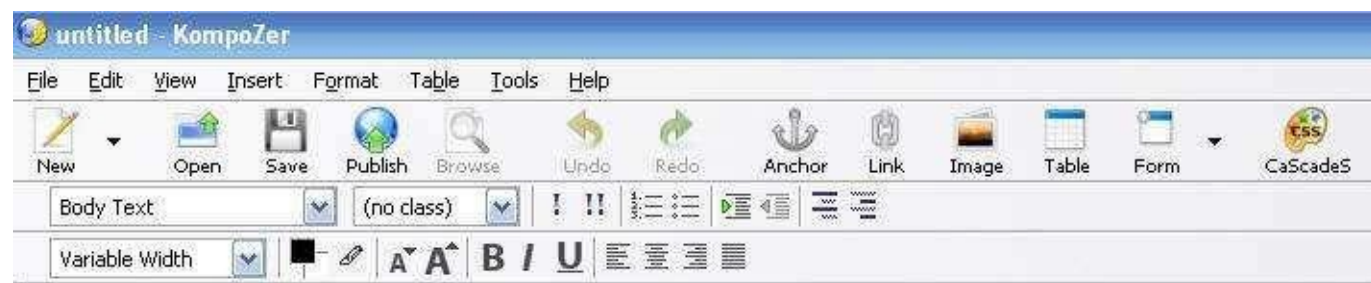 untitled - KompoZer
File Edit View Insert Format Table Tools Help
New Open Save Publish Browse Undo Redo Anchor Link Image Table Form CaScadeS
Body Text (no class) ! !!
Variable Width A A B I U